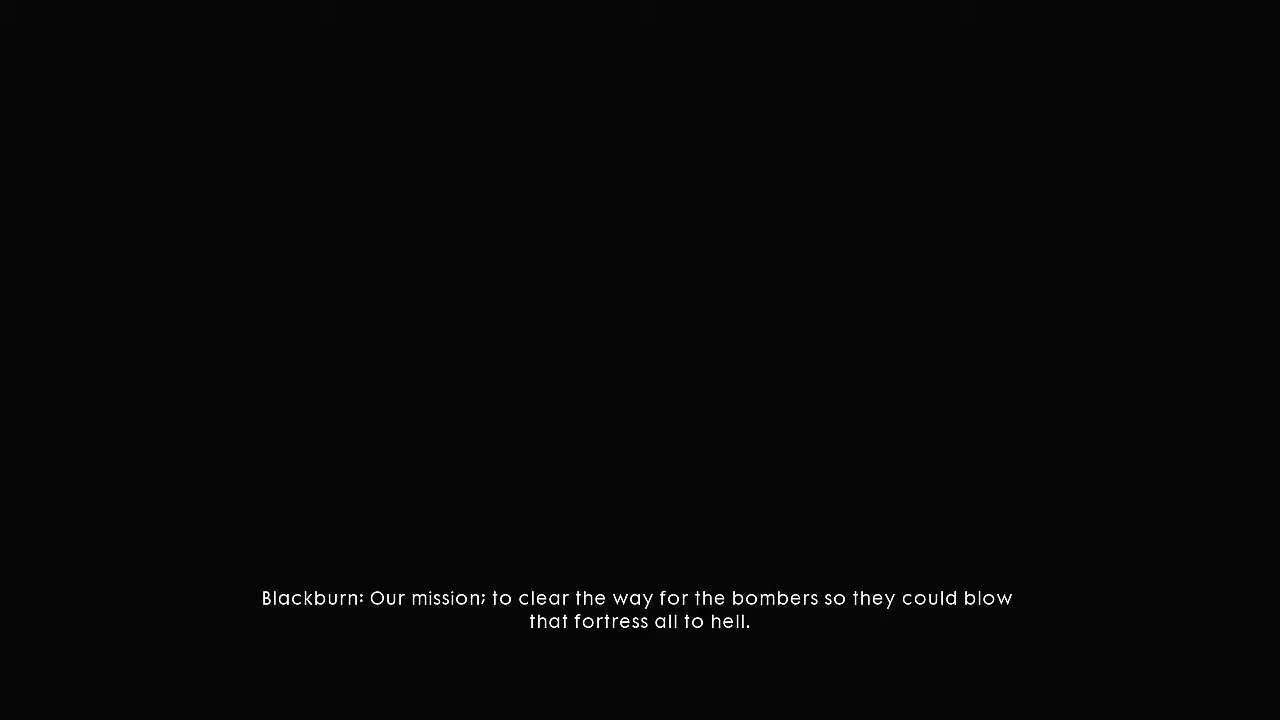 Blackburn: Our mission; to clear the way for the bombers so they could blow
that fortress all to hell.